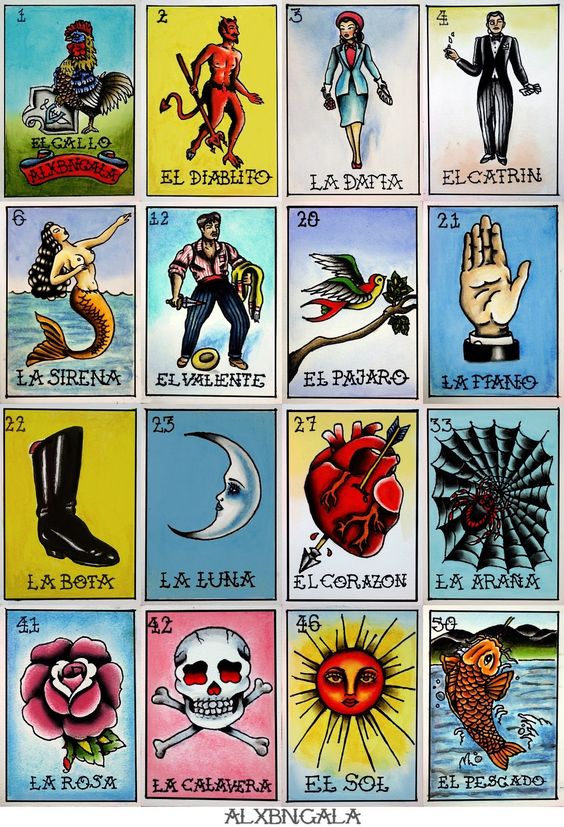 1
EL GALLO
ALXBNGALA
2
EL DIABLITO
3
LA DAMA
4
EL CATRIN
6
LA SIRENA
12
EL VALENTE
20
EL PAJARO
21
LA MANO
22
LA BOTA
23
LA LUNA
27
EL CORAZON
33
LA ARAÑA
41
LA ROSA
42
LA CALAVERA
46
EL SOL
50
EL PESCADO
ALXBNGALA